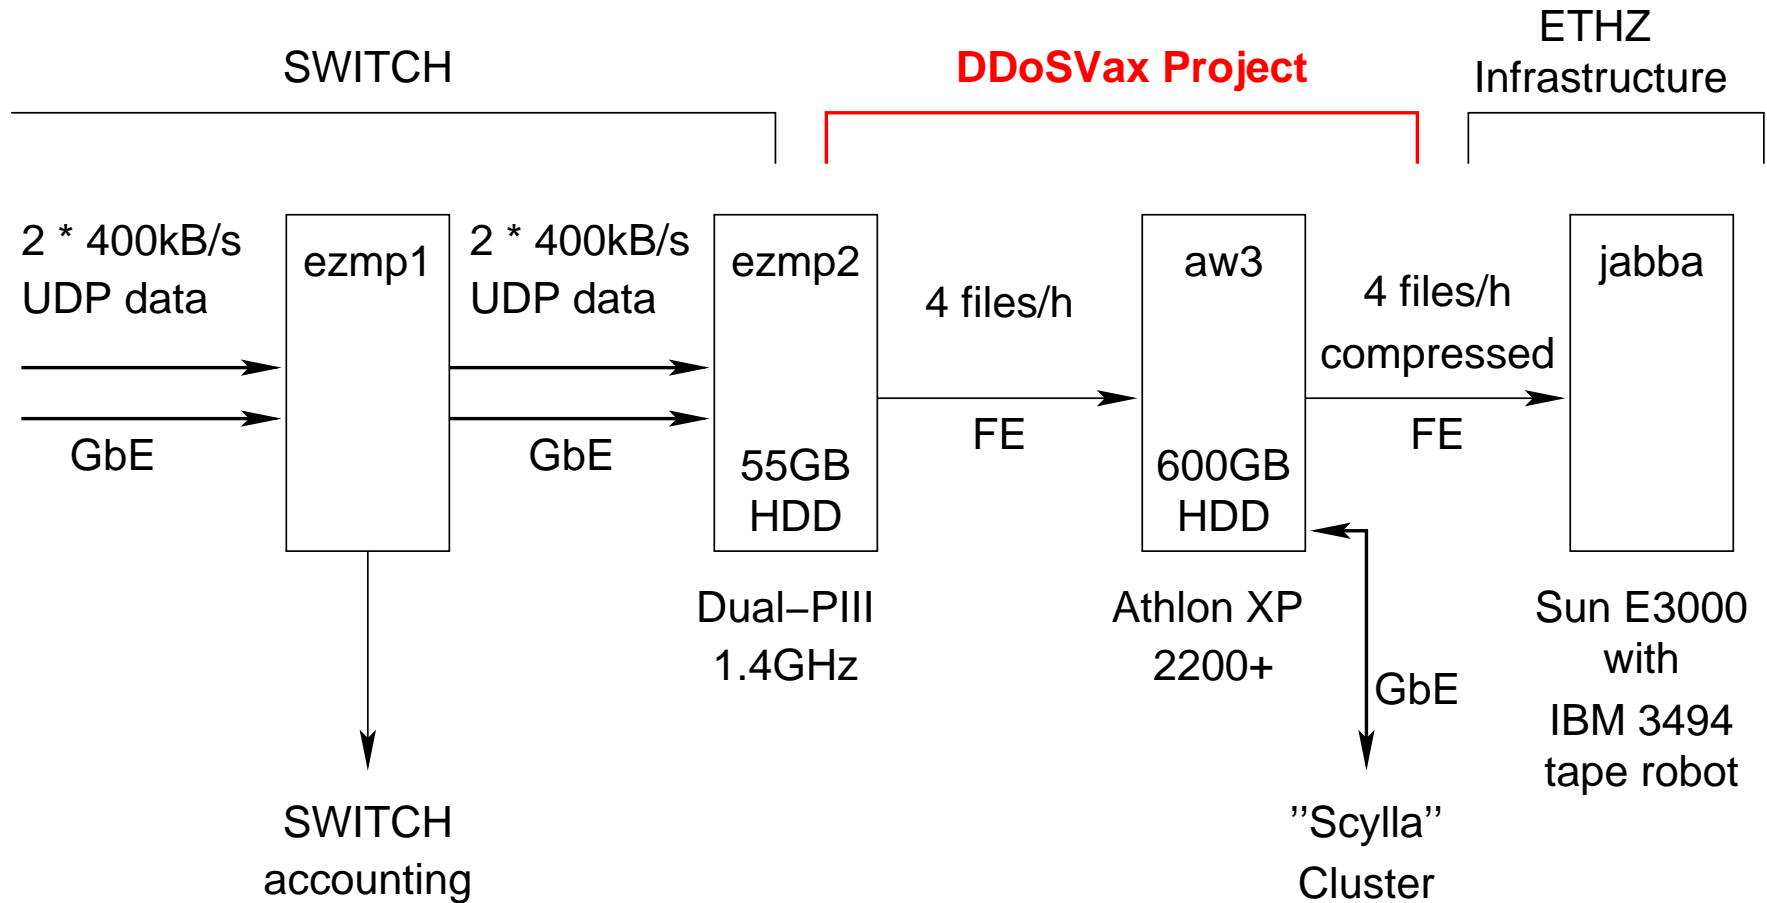 SWITCH
DDoSVax Project
ETHZ
Infrastructure
2 * 400kB/s
UDP data
GbE
ezmp1
2 * 400kB/s
UDP data
GbE
ezmp2
55GB
HDD
Dual−PIII
1.4GHz
4 files/h
FE
aw3
600GB
HDD
Athlon XP
2200+
4 files/h
compressed
FE
jabba
Sun E3000
with
IBM 3494
tape robot
GbE
SWITCH
accounting
’’Scylla’’
Cluster